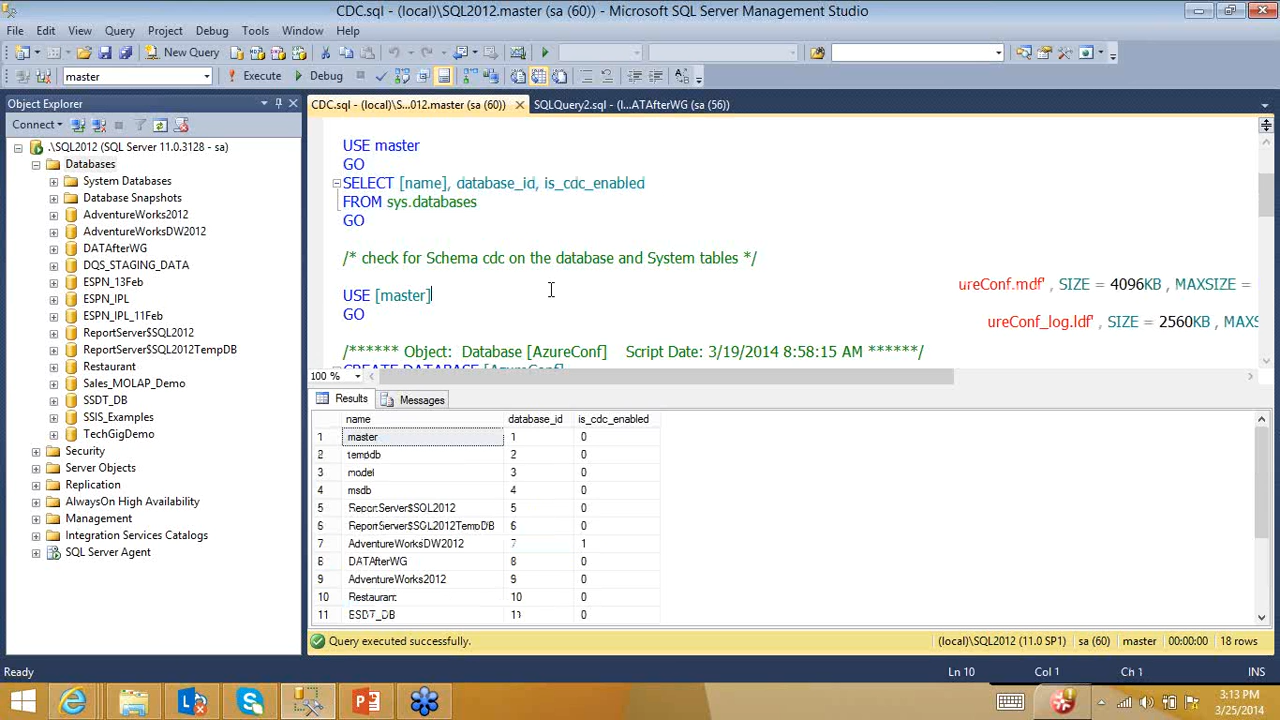 CDC.sql - (local)\SQL2012.master (sa (60)) - Microsoft SQL Server Management Studio
File Edit View Query Project Debug Tools Window Help
New Query
master Execute Debug
Object Explorer
Connect
.\SQL2012 (SQL Server 11.0.3128 - sa)
Databases
System Databases
Database Snapshots
AdventureWorks2012
AdventureWorksDW2012
DATAfterWG
DQS_STAGING_DATA
ESPN_13Feb
ESPN_IPL
ESPN_IPL_11Feb
ReportServer$SQL2012
ReportServer$SQL2012TempDB
Restaurant
Sales_MOLAP_Demo
SSDT_DB
SSIS_Examples
TechGigDemo
Security
Server Objects
Replication
AlwaysOn High Availability
Management
Integration Services Catalogs
SQL Server Agent
CDC.sql - (local)\S...012.master (sa (60)) SQLQuery2.sql - (l...ATAfterWG (sa (56))
USE master
GO
SELECT [name], database_id, is_cdc_enabled
FROM sys.databases
GO
/* check for Schema cdc on the database and System tables */
ureConf.mdf' , SIZE = 4096KB , MAXSIZE =
USE [master]
GO
ureConf_log.ldf' , SIZE = 2560KB , MAXS
/****** Object: Database [AzureConf] Script Date: 3/19/2014 8:58:15 AM ******/
CREATE DATABASE [AzureConf]
100 %
Results Messages
name database_id is_cdc_enabled
1 master 1 0
2 tempdb 2 0
3 model 3 0
4 msdb 4 0
5 ReportServer$SQL2012 5 0
6 ReportServer$SQL2012TempDB 6 0
7 AdventureWorksDW2012 7 1
8 DATAfterWG 8 0
9 AdventureWorks2012 9 0
10 Restaurant 10 0
11 11 0
Query executed successfully. (local)\SQL2012 (11.0 SP1) sa (60) master 00:00:00 18 rows
Ready Ln 10 Col 1 Ch 1 INS
3:13 PM
3/25/2014